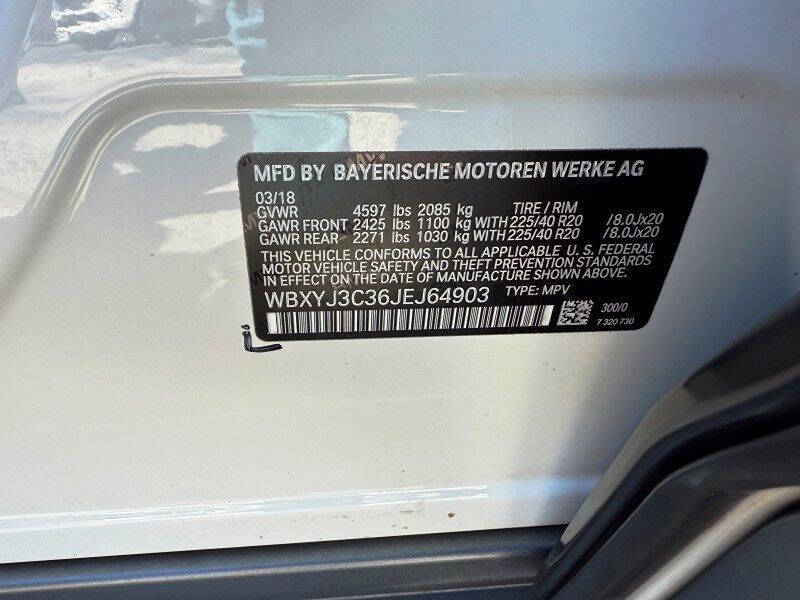 MFD BY BAYERISCHE MOTOREN WERKE AG
03/18
GVWR 4597 lbs 2085 kg TIRE / RIM
GAWR FRONT 2425 lbs 1100 kg WITH 225/40 R20 /8.0Jx20
GAWR REAR 2271 lbs 1030 kg WITH 225/40 R20 /8.0Jx20
THIS VEHICLE CONFORMS TO ALL APPLICABLE U.S. FEDERAL
MOTOR VEHICLE SAFETY AND THEFT PREVENTION STANDARDS
IN EFFECT ON THE DATE OF MANUFACTURE SHOWN ABOVE.
WBXYJ3C36JEJ64903 TYPE: MPV
300/0
7 320 730